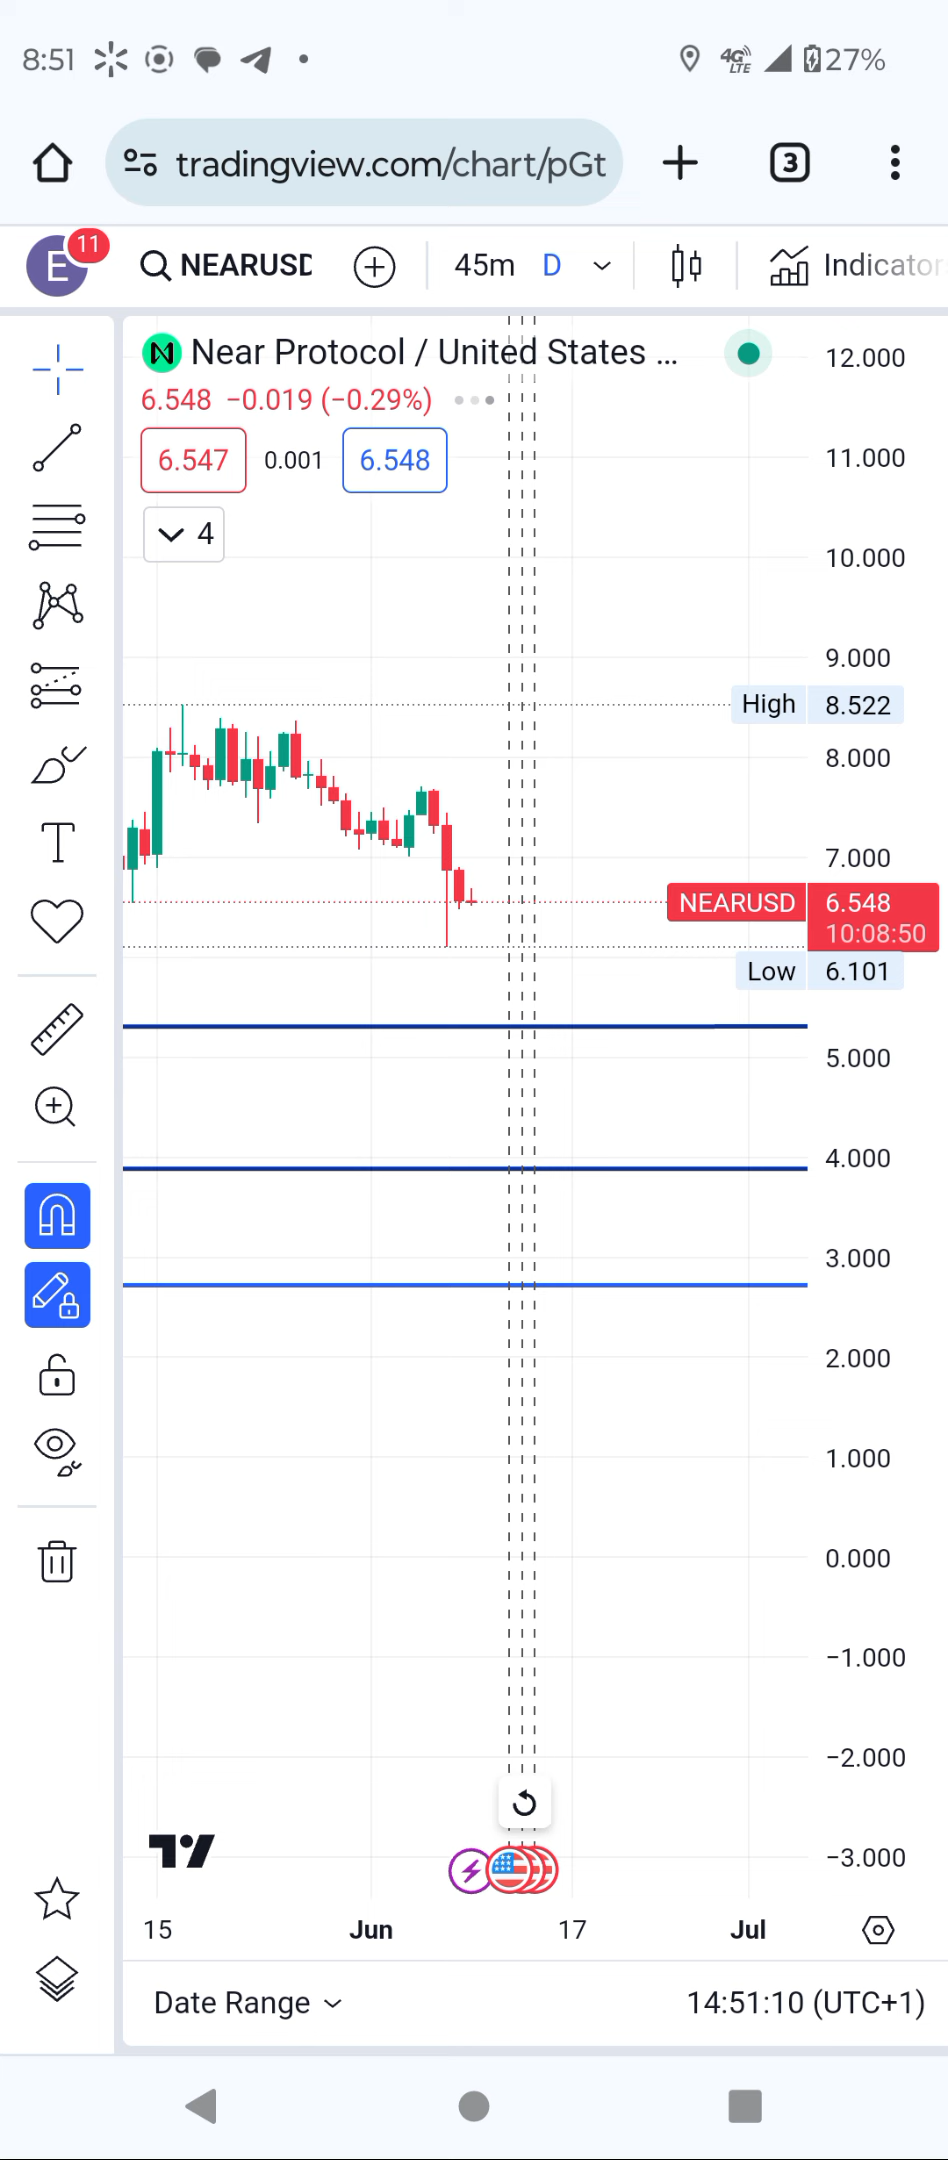 8:51 4G LTE 27%
tradingview.com/chart/pGt 3
E 11 NEARUSD 45m D Indicator
Near Protocol / United States ...
6.548 −0.019 (−0.29%)
6.547 0.001 6.548
4
12.000
11.000
10.000
9.000
High 8.522
8.000
7.000
NEARUSD 6.548
10:08:50
Low 6.101
5.000
4.000
3.000
2.000
1.000
0.000
−1.000
−2.000
−3.000
15 Jun 17 Jul
Date Range 14:51:10 (UTC+1)